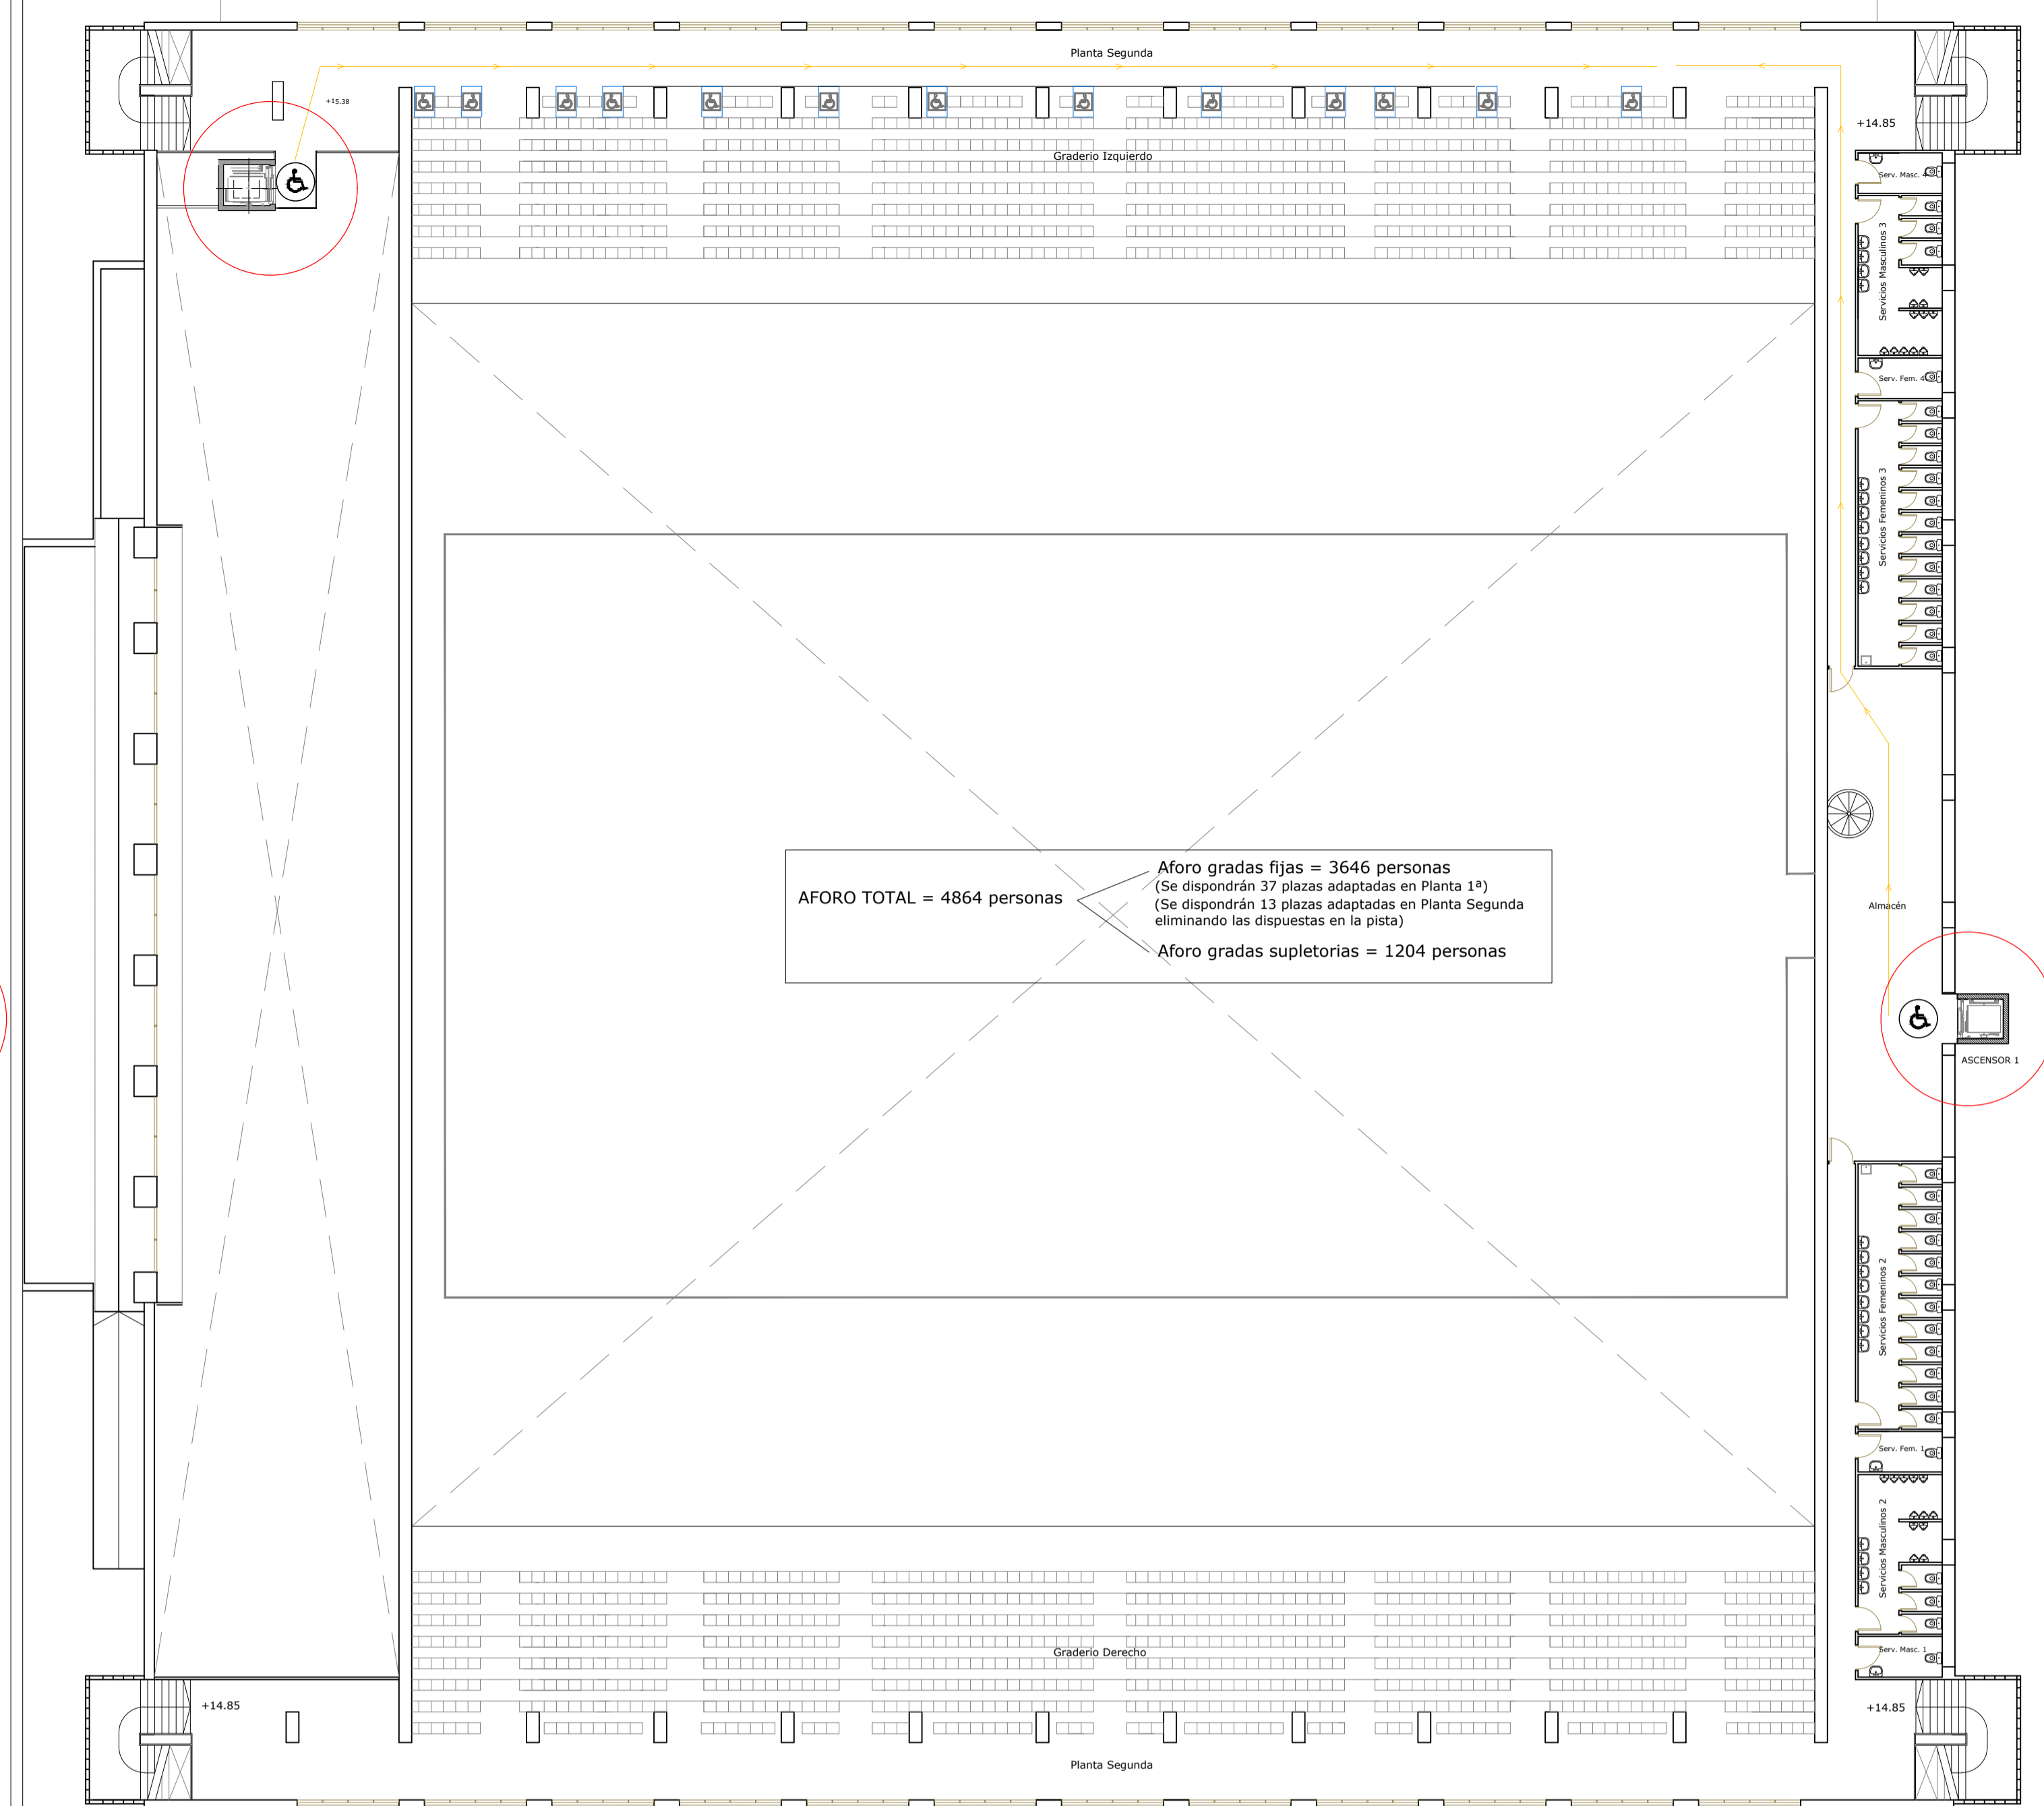 Planta Segunda
+15.38
+14.85
Graderio Izquierdo
Serv. Masc. 4
Servicios Masculinos 3
Serv. Fem. 4
Servicios Femeninos 3
AFORO TOTAL = 4864 personas
Aforo gradas fijas = 3646 personas
(Se dispondrán 37 plazas adaptadas en Planta 1ª)
(Se dispondrán 13 plazas adaptadas en Planta Segunda
eliminando las dispuestas en la pista)
Aforo gradas supletorias = 1204 personas
Almacén
ASCENSOR 1
Servicios Femeninos 2
Serv. Fem. 1
Servicios Masculinos 2
Serv. Masc. 1
Graderio Derecho
+14.85
+14.85
Planta Segunda